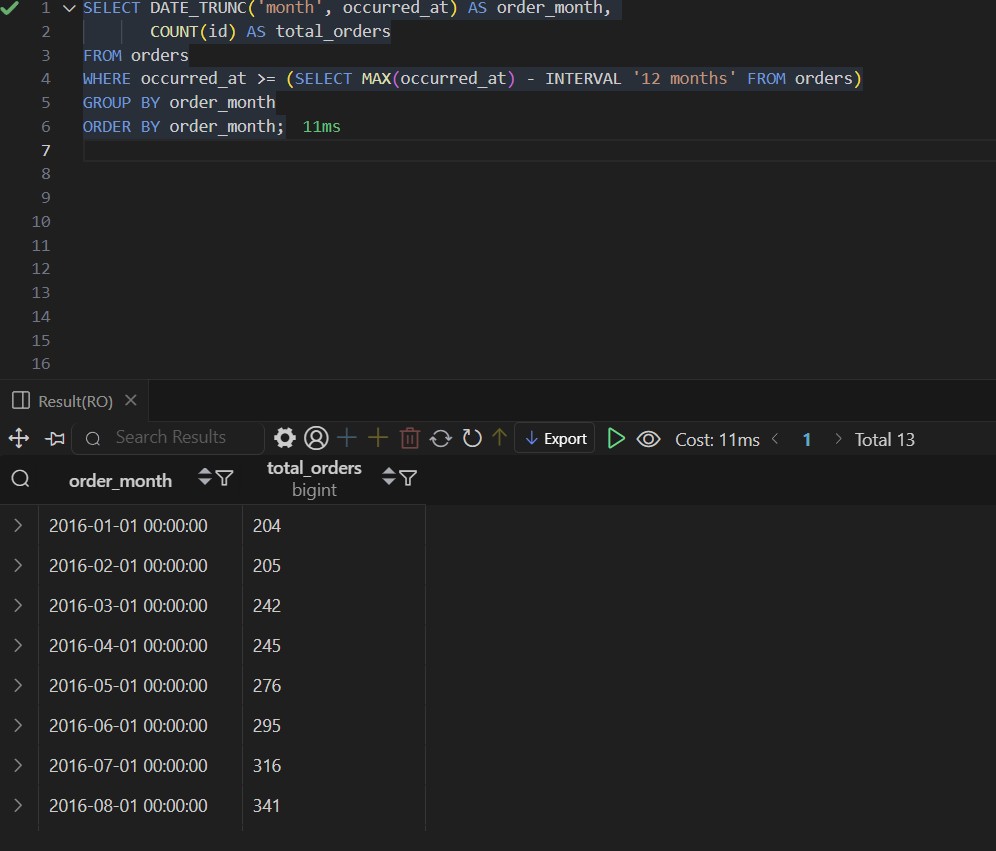 1 SELECT DATE_TRUNC('month', occurred_at) AS order_month,
2 COUNT(id) AS total_orders
3 FROM orders
4 WHERE occurred_at >= (SELECT MAX(occurred_at) - INTERVAL '12 months' FROM orders)
5 GROUP BY order_month
6 ORDER BY order_month; 11ms
7
8
9
10
11
12
13
14
15
16
Result(RO)
Search Results Export Cost: 11ms 1 Total 13
order_month total_orders
bigint
2016-01-01 00:00:00 204
2016-02-01 00:00:00 205
2016-03-01 00:00:00 242
2016-04-01 00:00:00 245
2016-05-01 00:00:00 276
2016-06-01 00:00:00 295
2016-07-01 00:00:00 316
2016-08-01 00:00:00 341